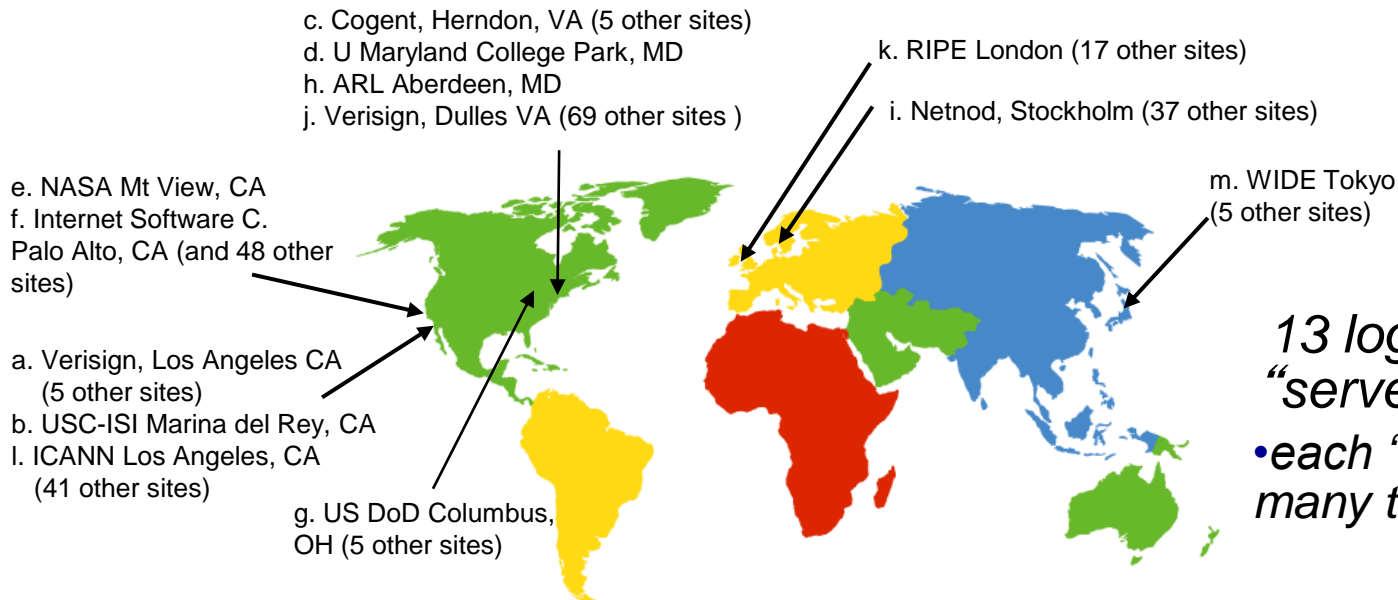 c. Cogent, Herndon, VA (5 other sites)
d. U Maryland College Park, MD
h. ARL Aberdeen, MD
j. Verisign, Dulles VA (69 other sites )
k. RIPE London (17 other sites)
i. Netnod, Stockholm (37 other sites)
e. NASA Mt View, CA
f. Internet Software C.
Palo Alto, CA (and 48 other
sites)
m. WIDE Tokyo
(5 other sites)
a. Verisign, Los Angeles CA
(5 other sites)
b. USC-ISI Marina del Rey, CA
l. ICANN Los Angeles, CA
(41 other sites)
g. US DoD Columbus,
OH (5 other sites)
13 log
“serve
•each “
many t